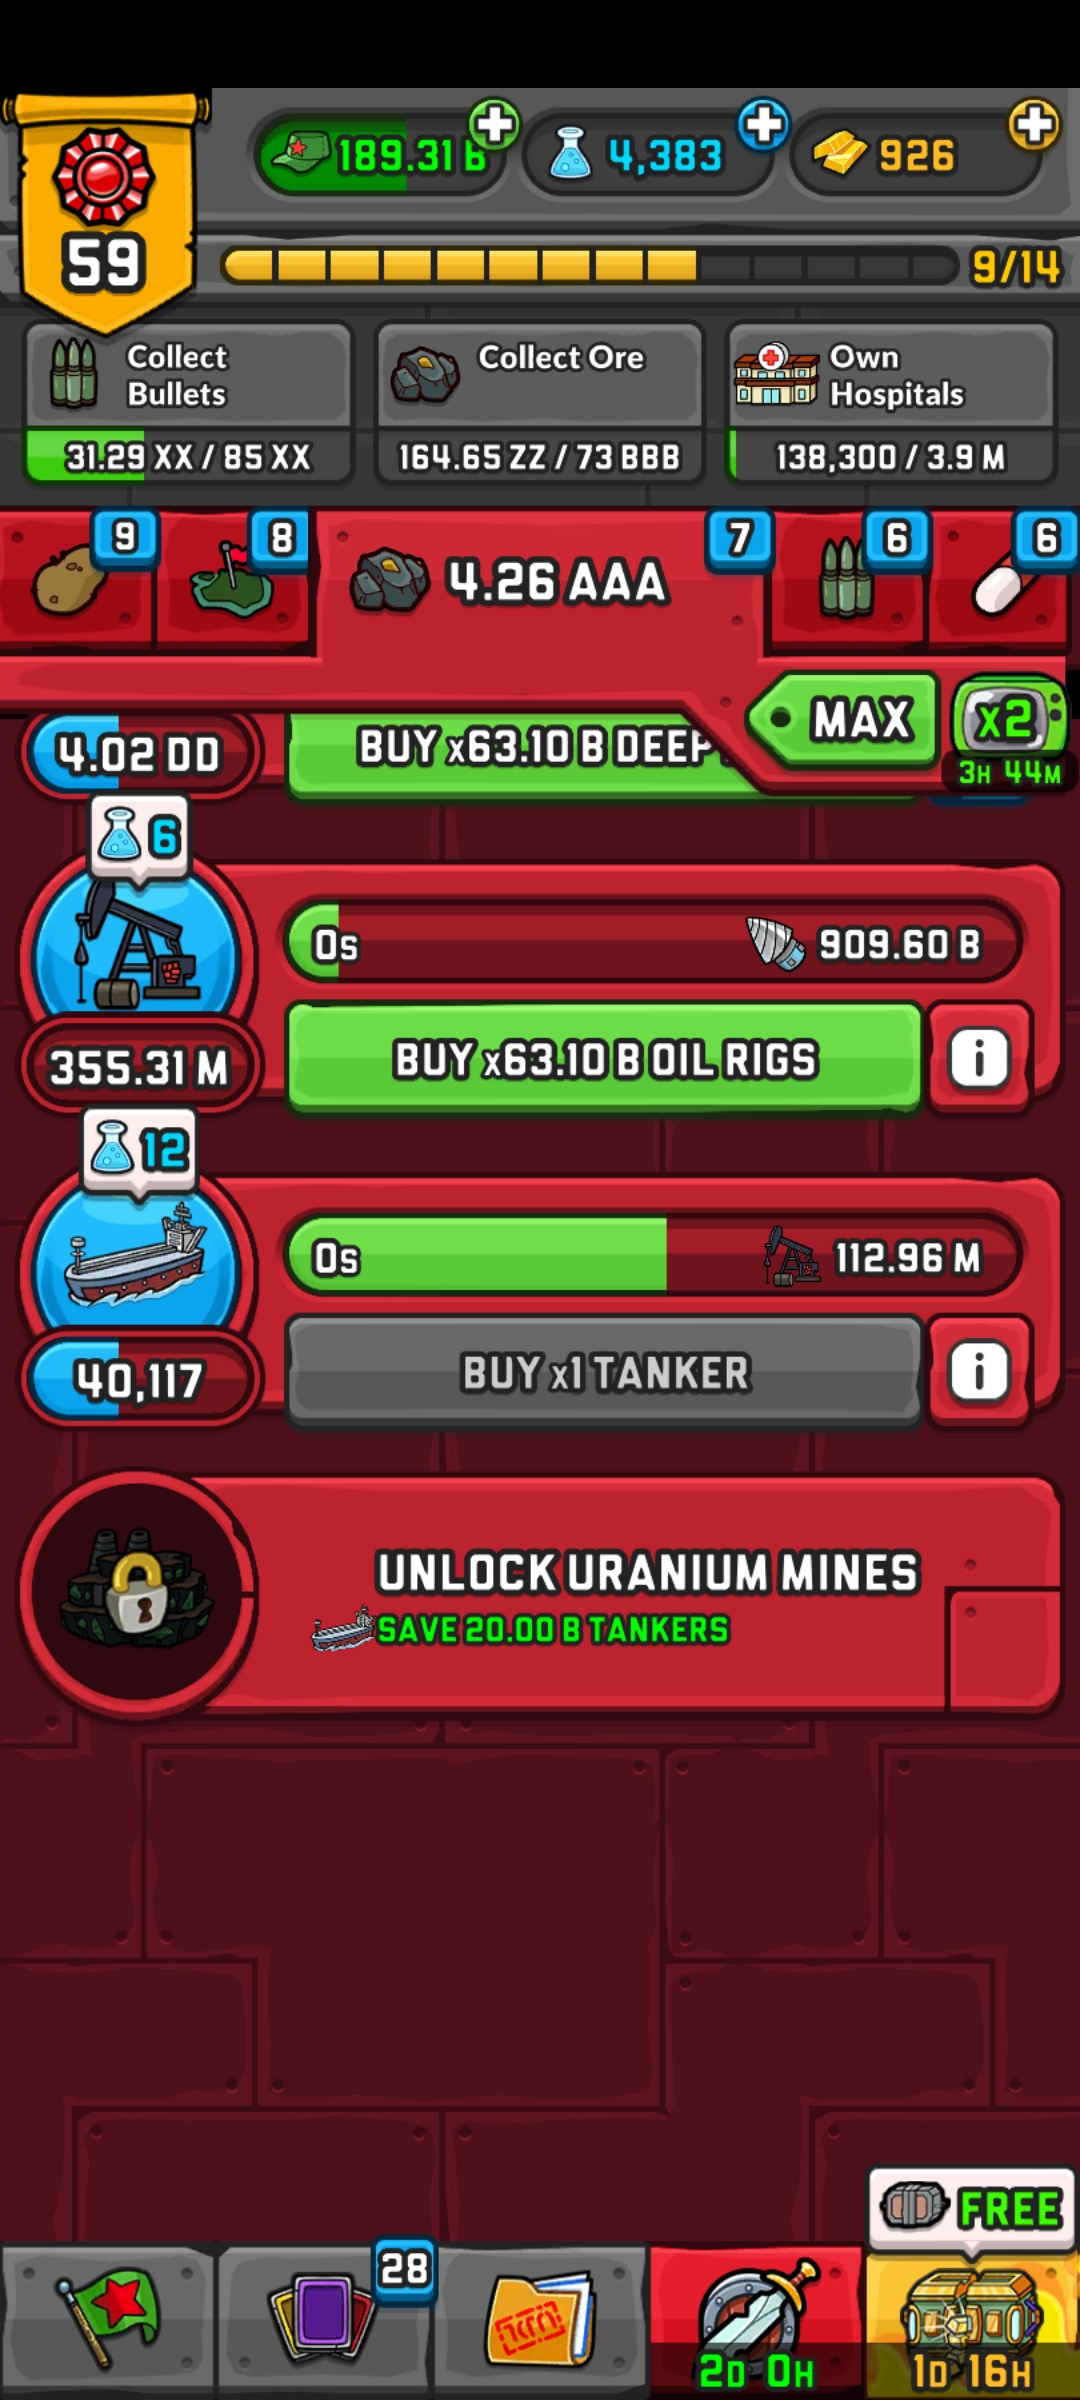 189.31 B
4,383
926
59
9/14
Collect
Bullets
31.29 XX / 85 XX
Collect Ore
164.65 ZZ / 73 BBB
Own
Hospitals
138,300 / 3.9 M
9
8
4.26 AAA
7
6
6
MAX
x2
3H 44M
4.02 DD
BUY x63.10 B DEEP
6
0s
909.60 B
355.31 M
BUY x63.10 B OIL RIGS
i
12
0s
112.96 M
40,117
BUY x1 TANKER
i
UNLOCK URANIUM MINES
SAVE 20.00 B TANKERS
FREE
28
2D 0H
1D 16H